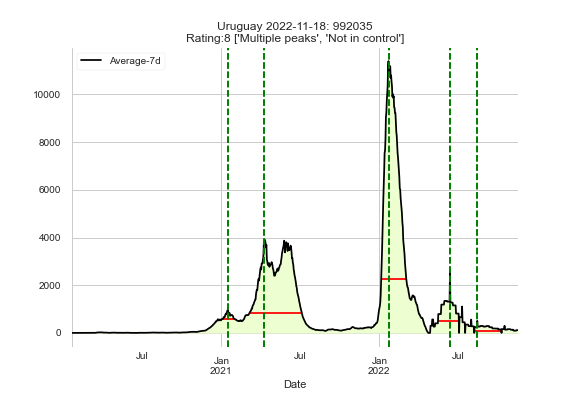 Uruguay 2022-11-18: 992035
Rating:8 ['Multiple peaks', 'Not in control']
Average-7d
10000
8000
6000
4000
2000
0
Jul
Jan
2021
Jul
Jan
2022
Jul
Date